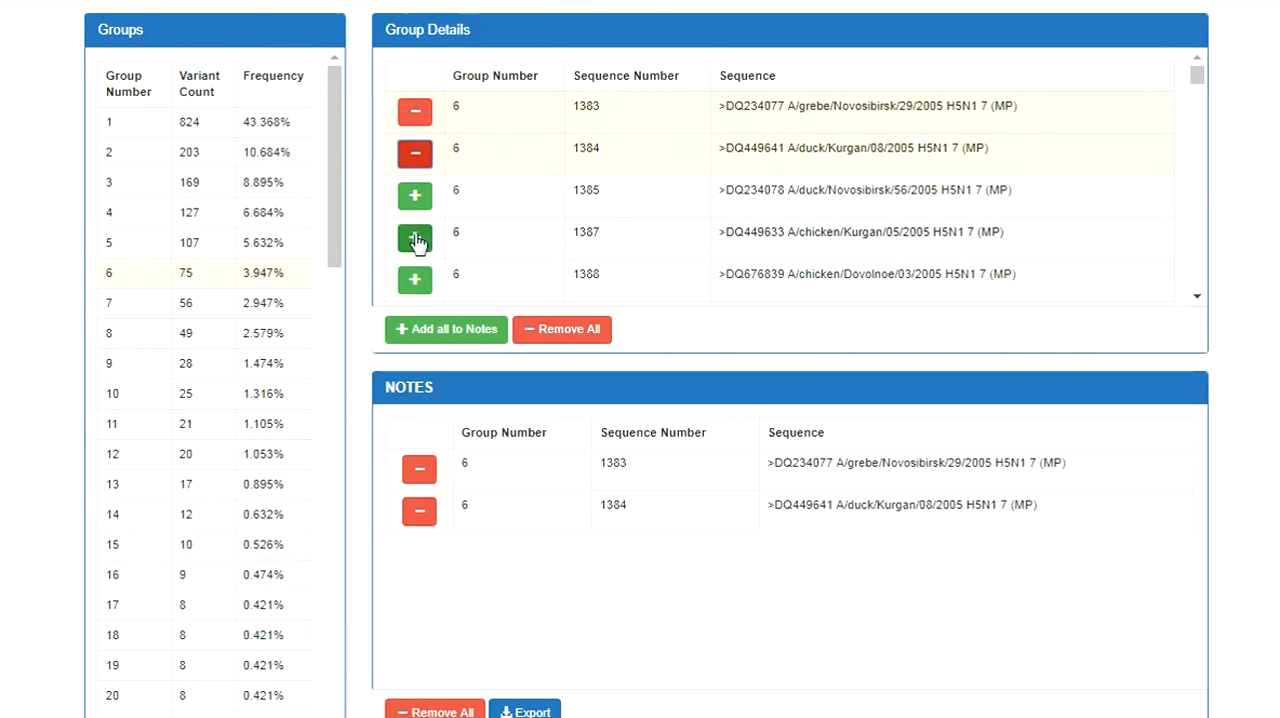 Groups
Group Number Variant Count Frequency
1 824 43.368%
2 203 10.684%
3 169 8.895%
4 127 6.684%
5 107 5.632%
6 75 3.947%
7 56 2.947%
8 49 2.579%
9 28 1.474%
10 25 1.316%
11 21 1.105%
12 20 1.053%
13 17 0.895%
14 12 0.632%
15 10 0.526%
16 9 0.474%
17 8 0.421%
18 8 0.421%
19 8 0.421%
20 8 0.421%
Group Details
Group Number Sequence Number Sequence
6 1383 >DQ234077 A/grebe/Novosibirsk/29/2005 H5N1 7 (MP)
6 1384 >DQ449641 A/duck/Kurgan/08/2005 H5N1 7 (MP)
6 1385 >DQ234078 A/duck/Novosibirsk/56/2005 H5N1 7 (MP)
6 1387 >DQ449633 A/chicken/Kurgan/05/2005 H5N1 7 (MP)
6 1388 >DQ676839 A/chicken/Dovolnoe/03/2005 H5N1 7 (MP)
+ Add all to Notes − Remove All
NOTES
Group Number Sequence Number Sequence
6 1383 >DQ234077 A/grebe/Novosibirsk/29/2005 H5N1 7 (MP)
6 1384 >DQ449641 A/duck/Kurgan/08/2005 H5N1 7 (MP)
− Remove All Export